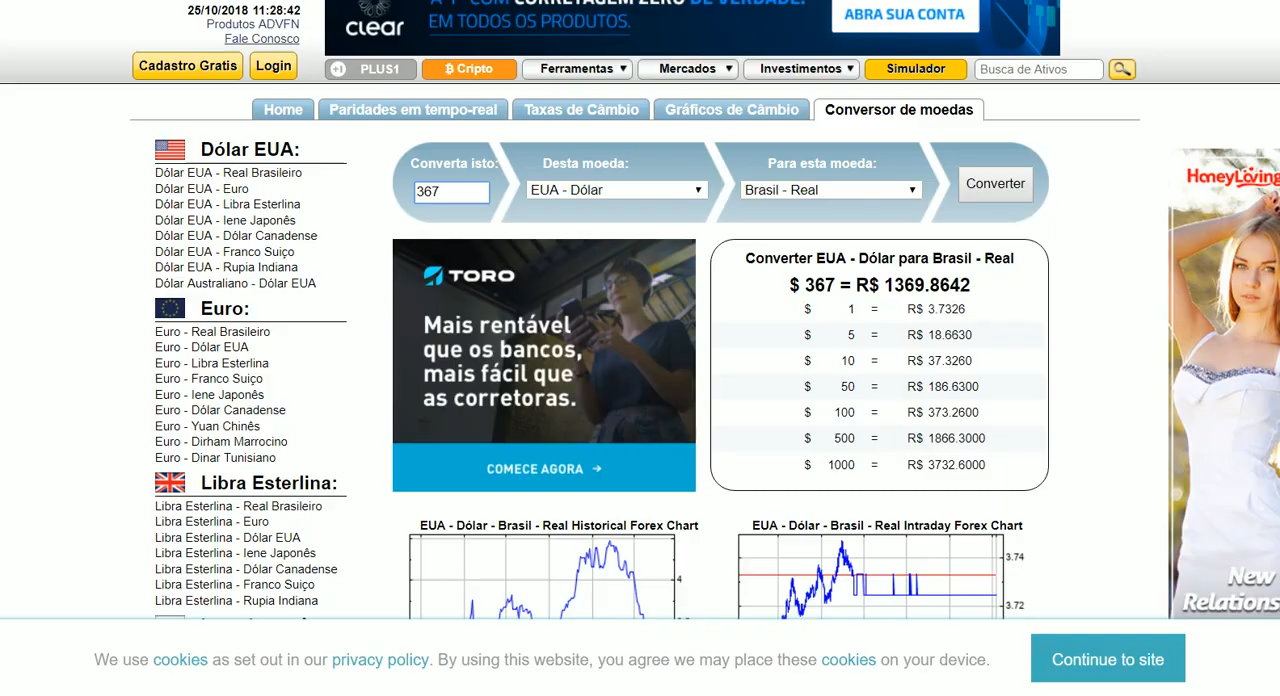 25/10/2018 11:28:42
Produtos ADVFN
Fale Conosco
clear
CORRETAGEM ZERO DE VERDADE.
EM TODOS OS PRODUTOS.
ABRA SUA CONTA
Cadastro Gratis
Login
+1 PLUS1
Cripto
Ferramentas
Mercados
Investimentos
Simulador
Busca de Ativos
Home
Paridades em tempo-real
Taxas de Câmbio
Gráficos de Câmbio
Conversor de moedas
Dólar EUA:
Dólar EUA - Real Brasileiro
Dólar EUA - Euro
Dólar EUA - Libra Esterlina
Dólar EUA - Iene Japonês
Dólar EUA - Dólar Canadense
Dólar EUA - Franco Suiço
Dólar EUA - Rupia Indiana
Dólar Australiano - Dólar EUA
Euro:
Euro - Real Brasileiro
Euro - Dólar EUA
Euro - Libra Esterlina
Euro - Franco Suiço
Euro - Iene Japonês
Euro - Dólar Canadense
Euro - Yuan Chinês
Euro - Dirham Marrocino
Euro - Dinar Tunisiano
Libra Esterlina:
Libra Esterlina - Real Brasileiro
Libra Esterlina - Euro
Libra Esterlina - Dólar EUA
Libra Esterlina - Iene Japonês
Libra Esterlina - Dólar Canadense
Libra Esterlina - Franco Suiço
Libra Esterlina - Rupia Indiana
Converta isto:
367
Desta moeda:
EUA - Dólar
Para esta moeda:
Brasil - Real
Converter
TORO
Mais rentável
que os bancos,
mais fácil que
as corretoras.
COMECE AGORA →
Converter EUA - Dólar para Brasil - Real
$ 367 = R$ 1369.8642
$ 1 = R$ 3.7326
$ 5 = R$ 18.6630
$ 10 = R$ 37.3260
$ 50 = R$ 186.6300
$ 100 = R$ 373.2600
$ 500 = R$ 1866.3000
$ 1000 = R$ 3732.6000
EUA - Dólar - Brasil - Real Historical Forex Chart
4
EUA - Dólar - Brasil - Real Intraday Forex Chart
3.74
3.72
HoneyLoving
New
Relations
We use cookies as set out in our privacy policy. By using this website, you agree we may place these cookies on your device.
Continue to site